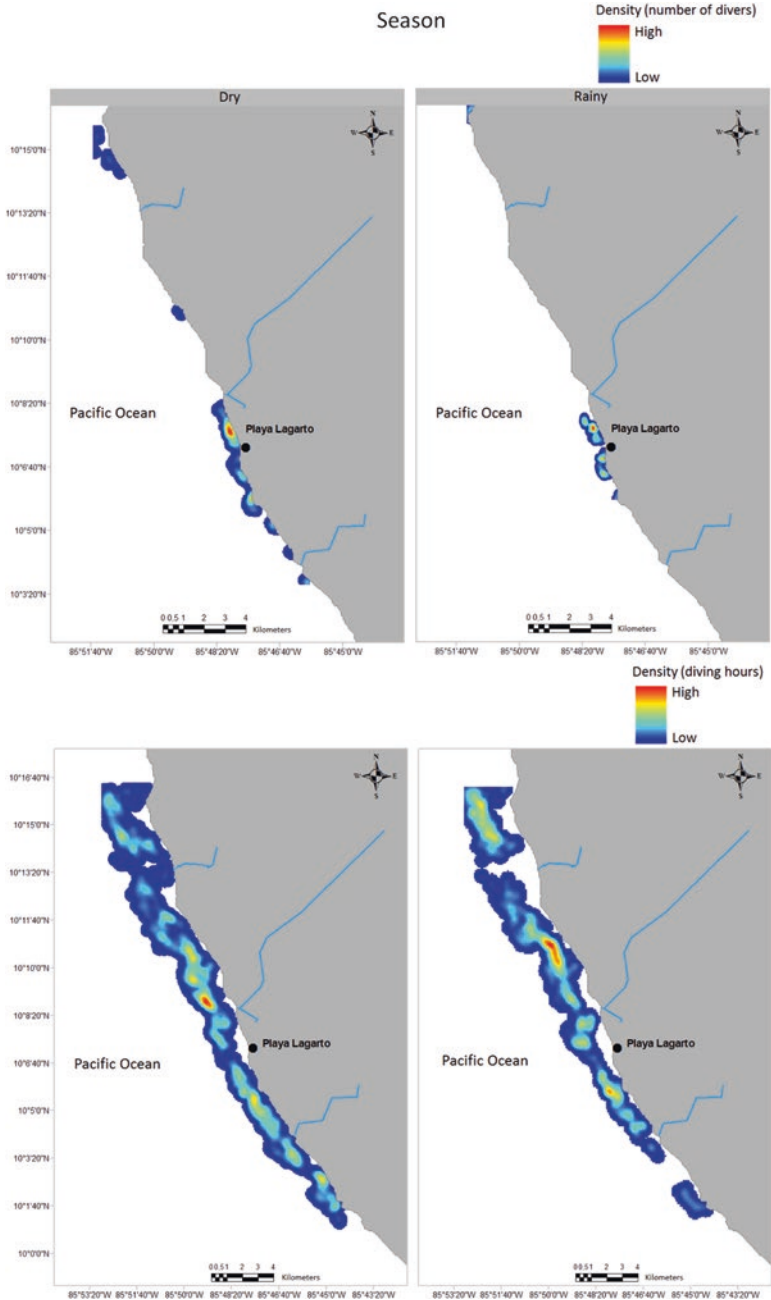 Season
Density (number of divers)
High
Low
Dry
Rainy
N
W E
S
N
W E
S
10°15'0"N
10°13'20"N
10°11'40"N
10°10'0"N
10°8'20"N
10°6'40"N
10°5'0"N
10°3'20"N
Pacific Ocean
Playa Lagarto
Pacific Ocean
Playa Lagarto
0 0,5 1 2 3 4
Kilometers
0 0,5 1 2 3 4
Kilometers
85°51'40"W 85°50'0"W 85°48'20"W 85°46'40"W 85°45'0"W
85°51'40"W 85°50'0"W 85°48'20"W 85°46'40"W 85°45'0"W
Density (diving hours)
High
Low
N
W E
S
N
W E
S
10°16'40"N
10°15'0"N
10°13'20"N
10°11'40"N
10°10'0"N
10°8'20"N
10°6'40"N
10°5'0"N
10°3'20"N
10°1'40"N
10°0'0"N
Pacific Ocean
Playa Lagarto
Pacific Ocean
Playa Lagarto
0 0,5 1 2 3 4
Kilometers
0 0,5 1 2 3 4
Kilometers
85°53'20"W 85°51'40"W 85°50'0"W 85°48'20"W 85°46'40"W 85°45'0"W 85°43'20"W
85°53'20"W 85°51'40"W 85°50'0"W 85°48'20"W 85°46'40"W 85°45'0"W 85°43'20"W